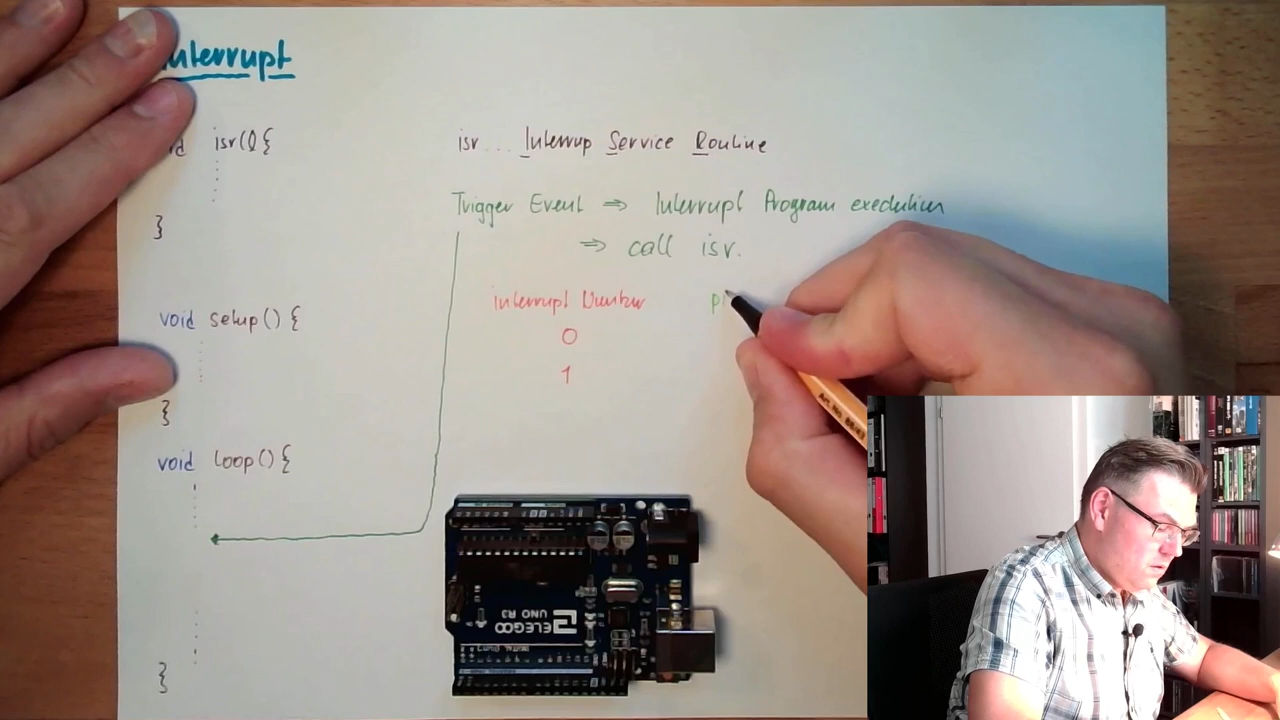 Interrupt
isr(){
}
void setup(){
}
void loop(){
}
isr... Interrup Service Routine
Trigger Event ⇒ Interrupt Program execution
⇒ call isr.
interrupt Number
0
1
UNO R3
ELEGOO